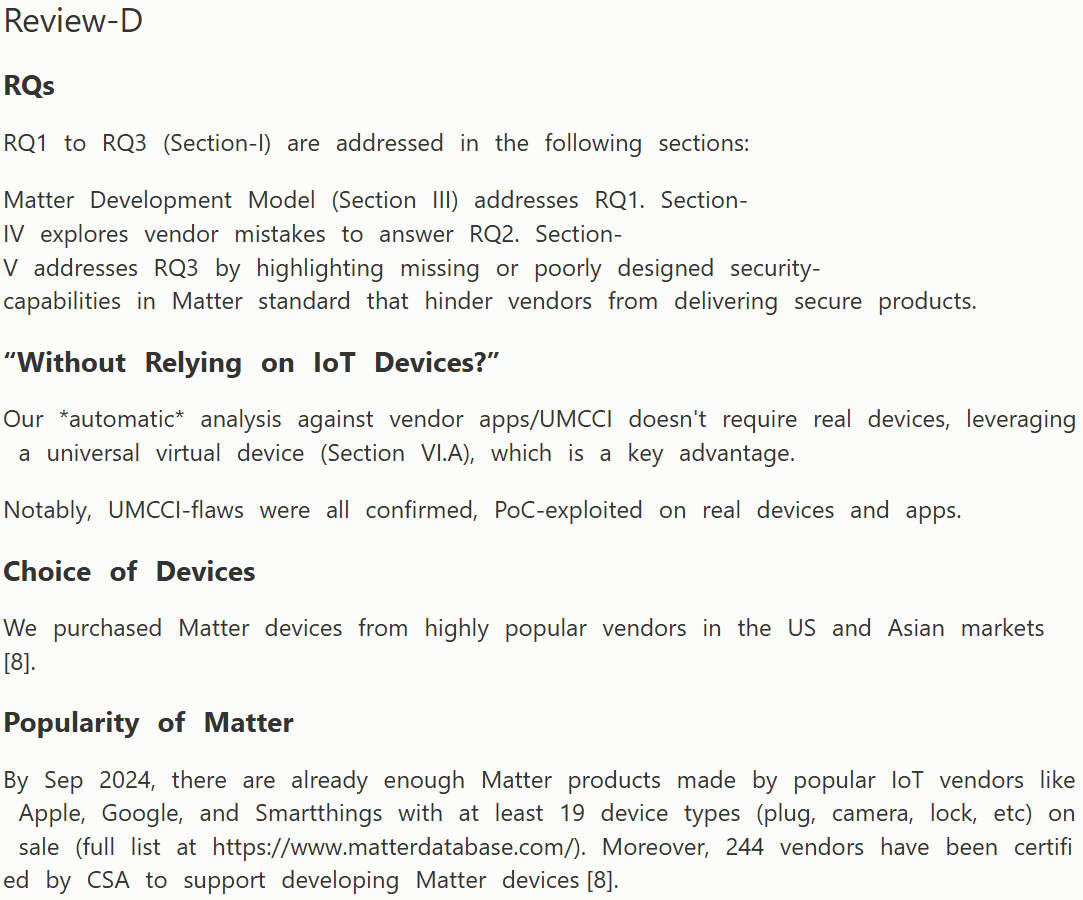 Review-D
RQs
RQ1 to RQ3 (Section-I) are addressed in the following sections:
Matter Development Model (Section III) addresses RQ1. Section-
IV explores vendor mistakes to answer RQ2. Section-
V addresses RQ3 by highlighting missing or poorly designed security-
capabilities in Matter standard that hinder vendors from delivering secure products.
“Without Relying on IoT Devices?”
Our *automatic* analysis against vendor apps/UMCCI doesn't require real devices, leveraging
a universal virtual device (Section VI.A), which is a key advantage.
Notably, UMCCI-flaws were all confirmed, PoC-exploited on real devices and apps.
Choice of Devices
We purchased Matter devices from highly popular vendors in the US and Asian markets
[8].
Popularity of Matter
By Sep 2024, there are already enough Matter products made by popular IoT vendors like
Apple, Google, and Smartthings with at least 19 device types (plug, camera, lock, etc) on
sale (full list at https://www.matterdatabase.com/). Moreover, 244 vendors have been certifi
ed by CSA to support developing Matter devices [8].